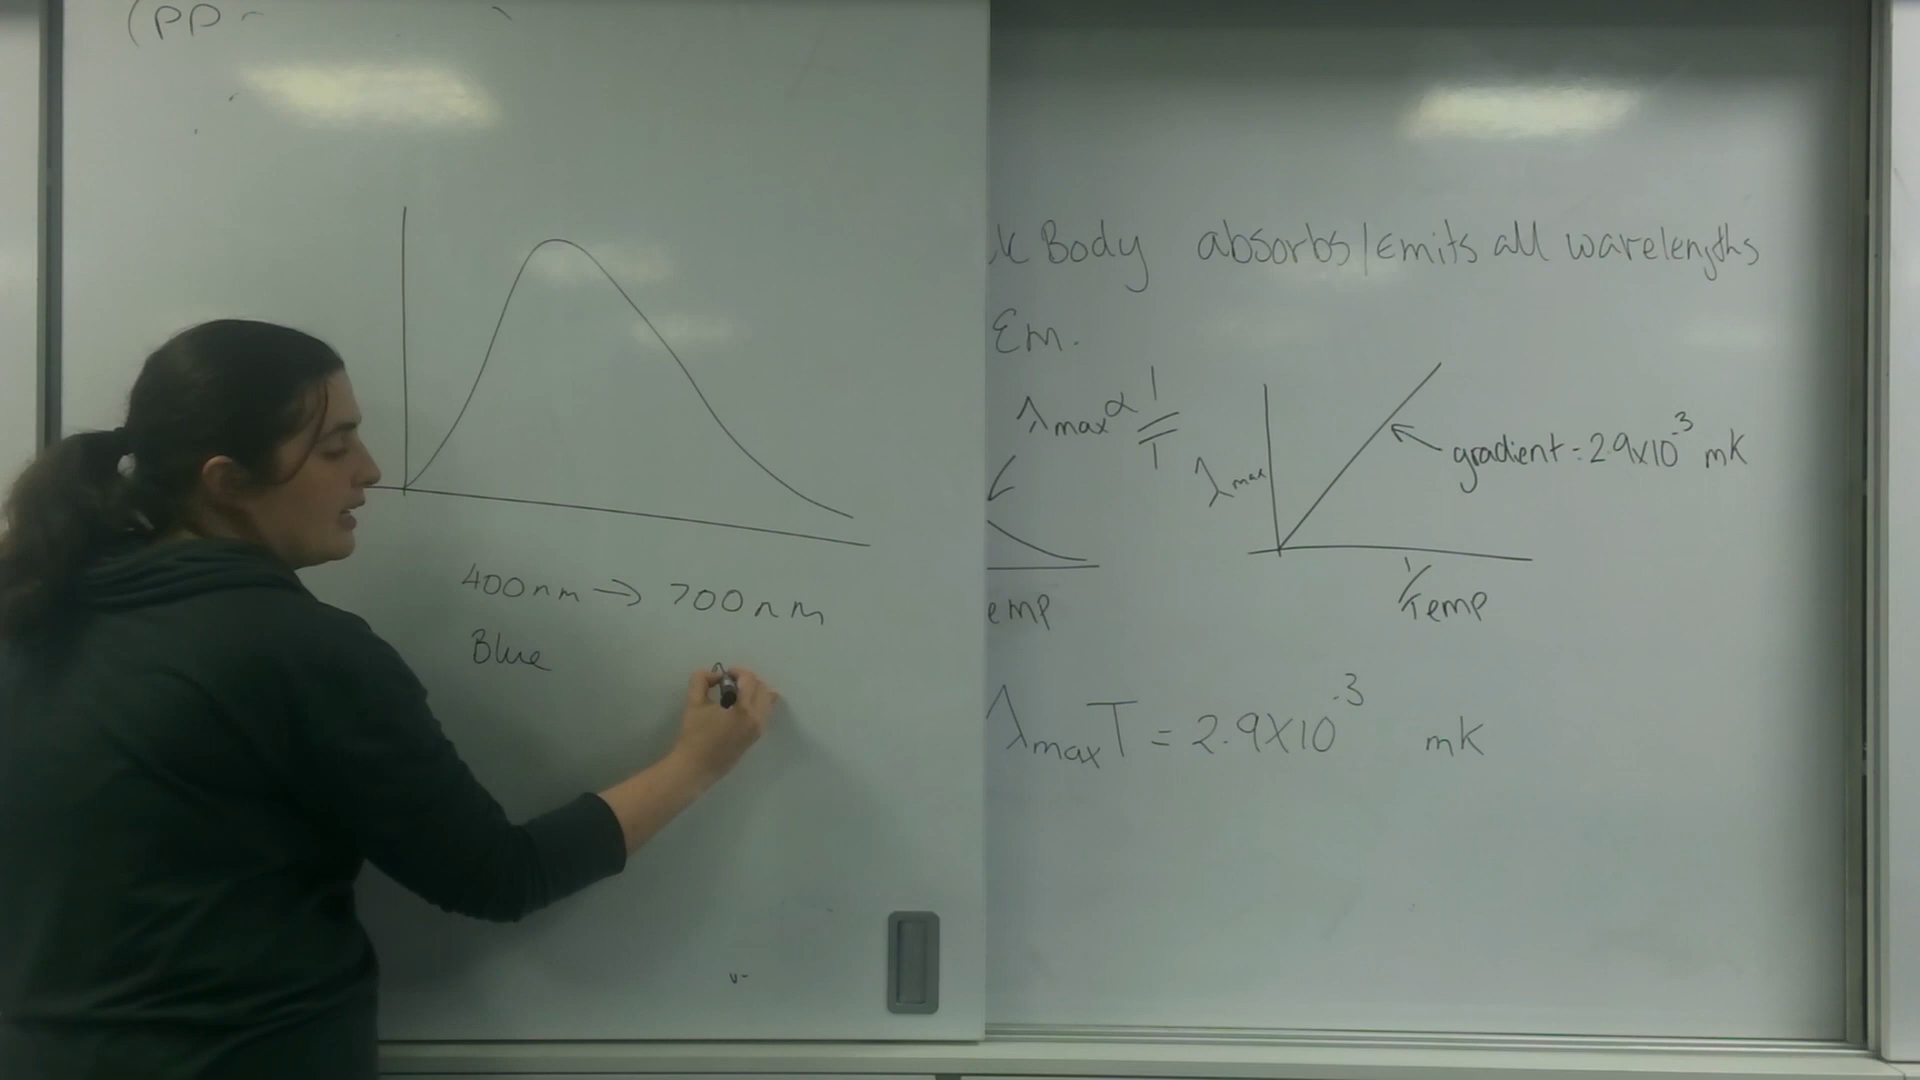 (PP
400nm → 700nm
Blue
k Body absorbs/Emits all wavelengths
Em.
λmax ∝ 1/T
emp
λmax
gradient = 2.9x10^-3 mK
1/Temp
λmaxT = 2.9x10^-3 mK